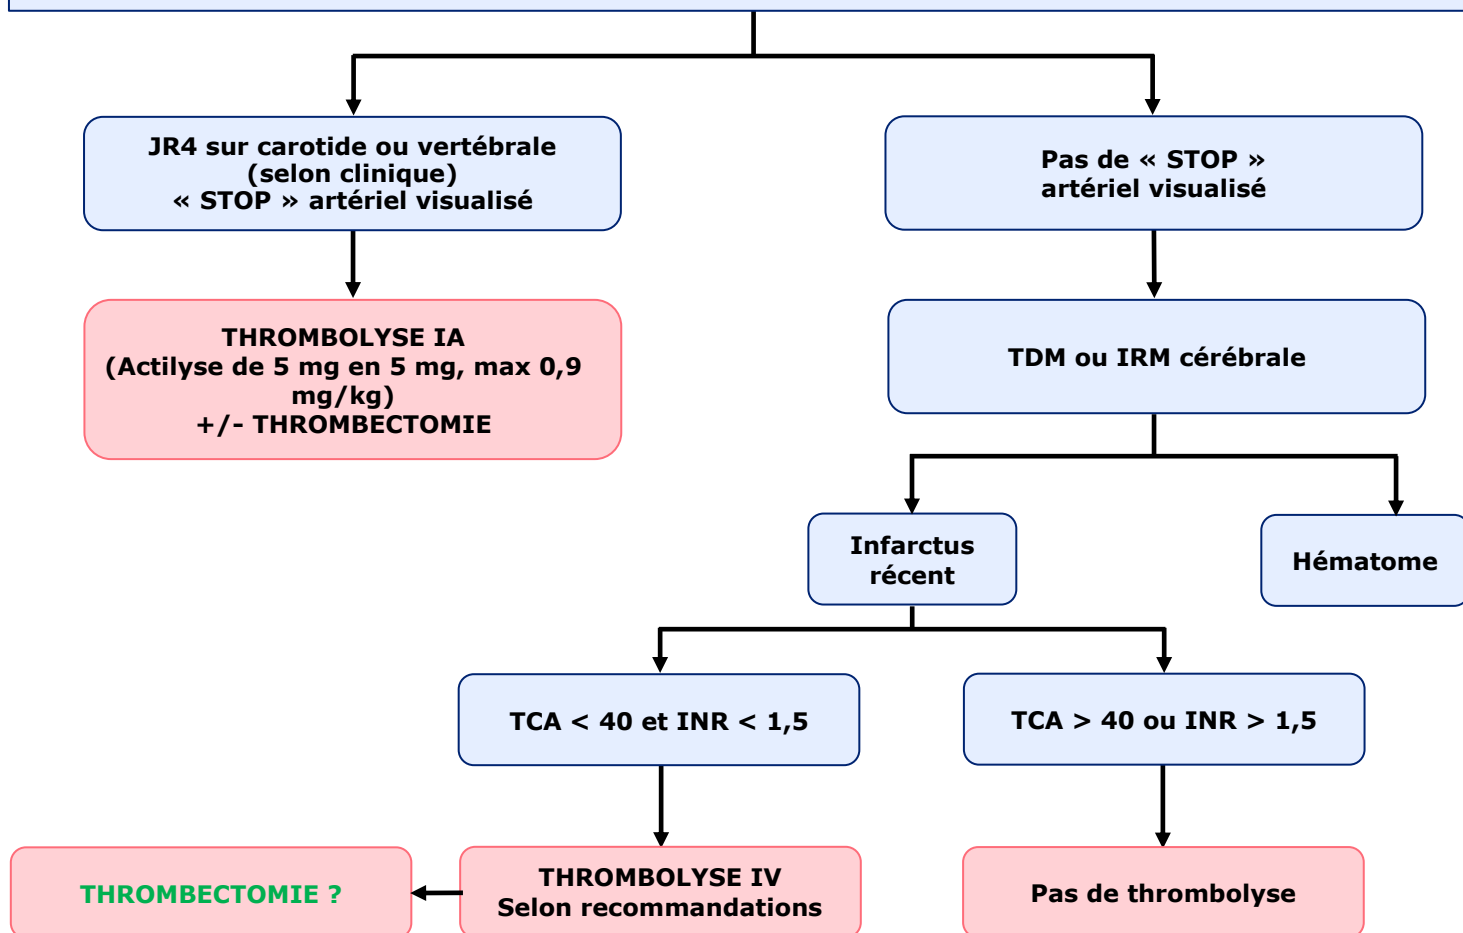 JR4 sur carotide ou vertébrale
(selon clinique)
« STOP » artériel visualisé
Pas de « STOP »
artériel visualisé
THROMBOLYSE IA
(Actilyse de 5 mg en 5 mg, max 0,9
mg/kg)
+/- THROMBECTOMIE
TDM ou IRM cérébrale
Infarctus
récent
Hématome
TCA < 40 et INR < 1,5
TCA > 40 ou INR > 1,5
THROMBECTOMIE ?
THROMBOLYSE IV
Selon recommandations
Pas de thrombolyse